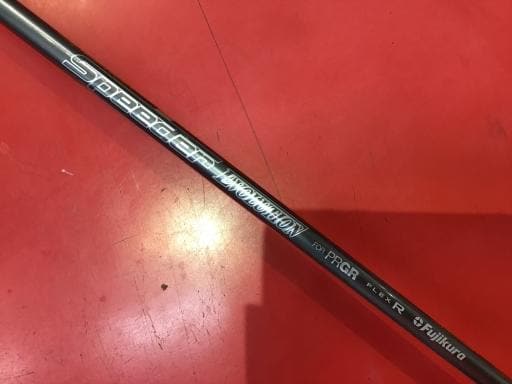 Speeder EVOLUTION FOR PRGR FLEX R Fujikura